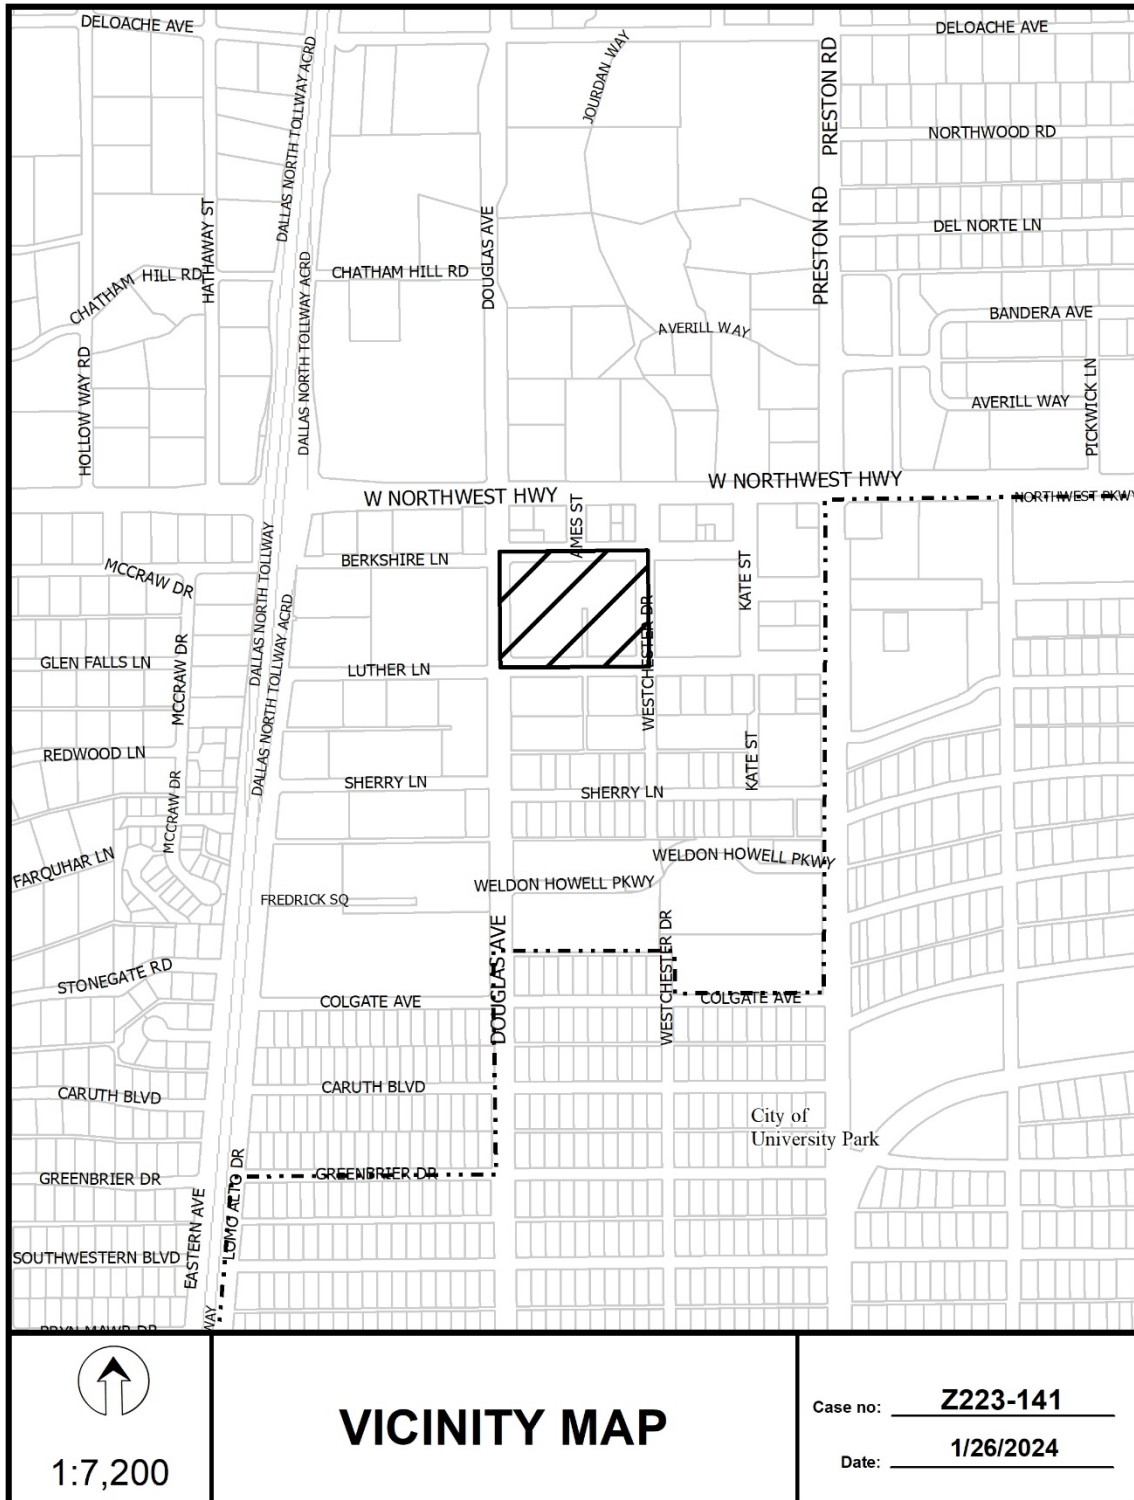 DELOACHE AVE
DELOACHE AVE
JOURDAN WAY
DALLAS NORTH TOLLWAY ACRD
PRESTON RD
NORTHWOOD RD
HATHAWAY ST
DOUGLAS AVE
PRESTON RD
DEL NORTE LN
CHATHAM HILL RD
CHATHAM HILL RD
DALLAS NORTH TOLLWAY ACRD
BANDERA AVE
AVERILL WAY
HOLLOW WAY RD
AVERILL WAY
PICKWICK LN
W NORTHWEST HWY
W NORTHWEST HWY
NORTHWEST PKWY
AMES ST
BERKSHIRE LN
MCCRAW DR
DALLAS NORTH TOLLWAY
KATE ST
DALLAS NORTH TOLLWAY ACRD
WESTCHESTER DR
GLEN FALLS LN
MCCRAW DR
LUTHER LN
REDWOOD LN
DALLAS NORTH TOLLWAY ACRD
KATE ST
SHERRY LN
SHERRY LN
MCCRAW DR
FARQUHAR LN
WELDON HOWELL PKWY
WELDON HOWELL PKWY
FREDRICK SQ
DOUGLAS AVE
WESTCHESTER DR
STONEGATE RD
COLGATE AVE
COLGATE AVE
CARUTH BLVD
CARUTH BLVD
City of
University Park
GREENBRIER DR
GREENBRIER DR
LOMO ALTO DR
EASTERN AVE
SOUTHWESTERN BLVD
WAY
BRYN MAWR DR
1:7,200
VICINITY MAP
Case no: Z223-141
Date: 1/26/2024